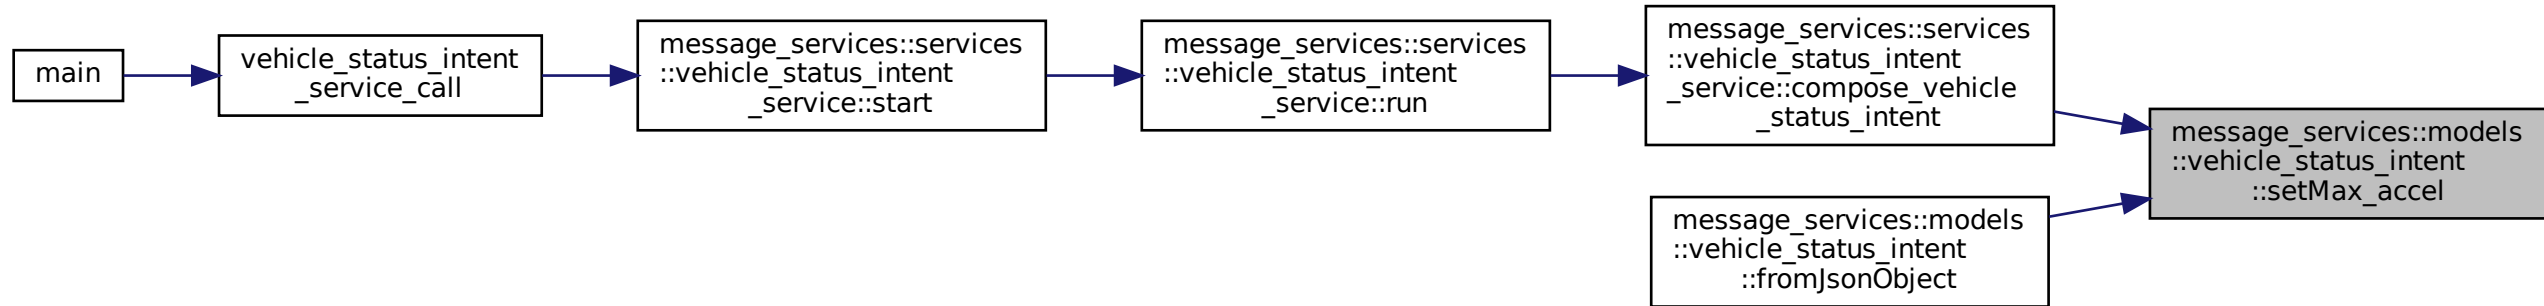 main
vehicle_status_intent
_service_call
message_services::services
::vehicle_status_intent
_service::start
message_services::services
::vehicle_status_intent
_service::run
message_services::services
::vehicle_status_intent
_service::compose_vehicle
_status_intent
message_services::models
::vehicle_status_intent
::setMax_accel
message_services::models
::vehicle_status_intent
::fromJsonObject